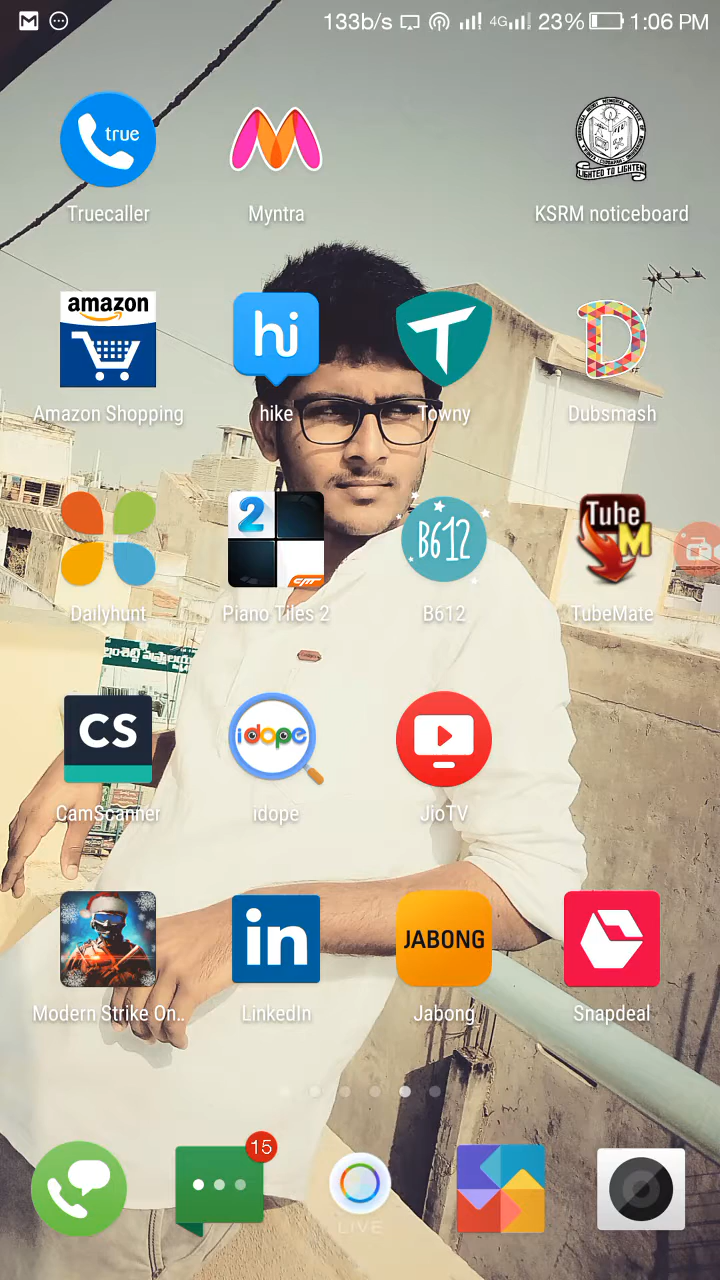 133b/s 4G 23% 1:06 PM
true
Truecaller
Myntra
LIGHTED TO LIGHTEN
KSRM noticeboard
amazon
Amazon Shopping
hi
hike
T
Towny
D
Dubsmash
Dailyhunt
2
Piano Tiles 2
B612
B612
Tube
M
TubeMate
CS
CamScanner
idope
idope
JioTV
Modern Strike On..
in
LinkedIn
JABONG
Jabong
Snapdeal
15
LIVE